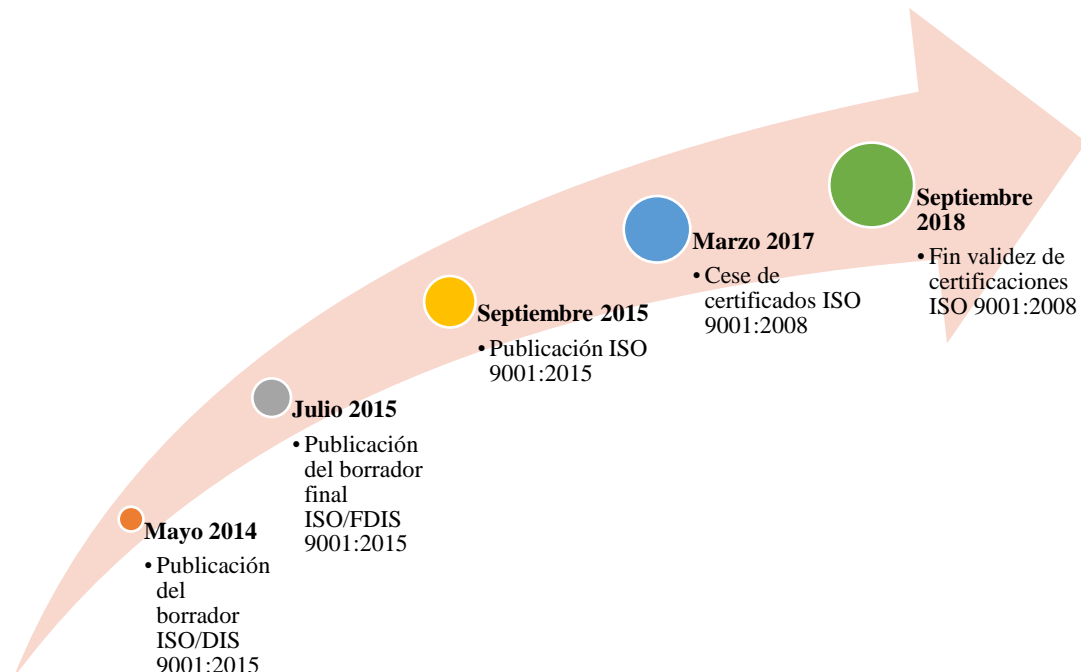 Mayo 2014
• Publicación
del
borrador
ISO/DIS
9001:2015
Julio 2015
• Publicación
del borrador
final
ISO/FDIS
9001:2015
Septiembre 2015
• Publicación ISO
9001:2015
Marzo 2017
• Cese de
certificados ISO
9001:2008
Septiembre
2018
• Fin validez de
certificaciones
ISO 9001:2008